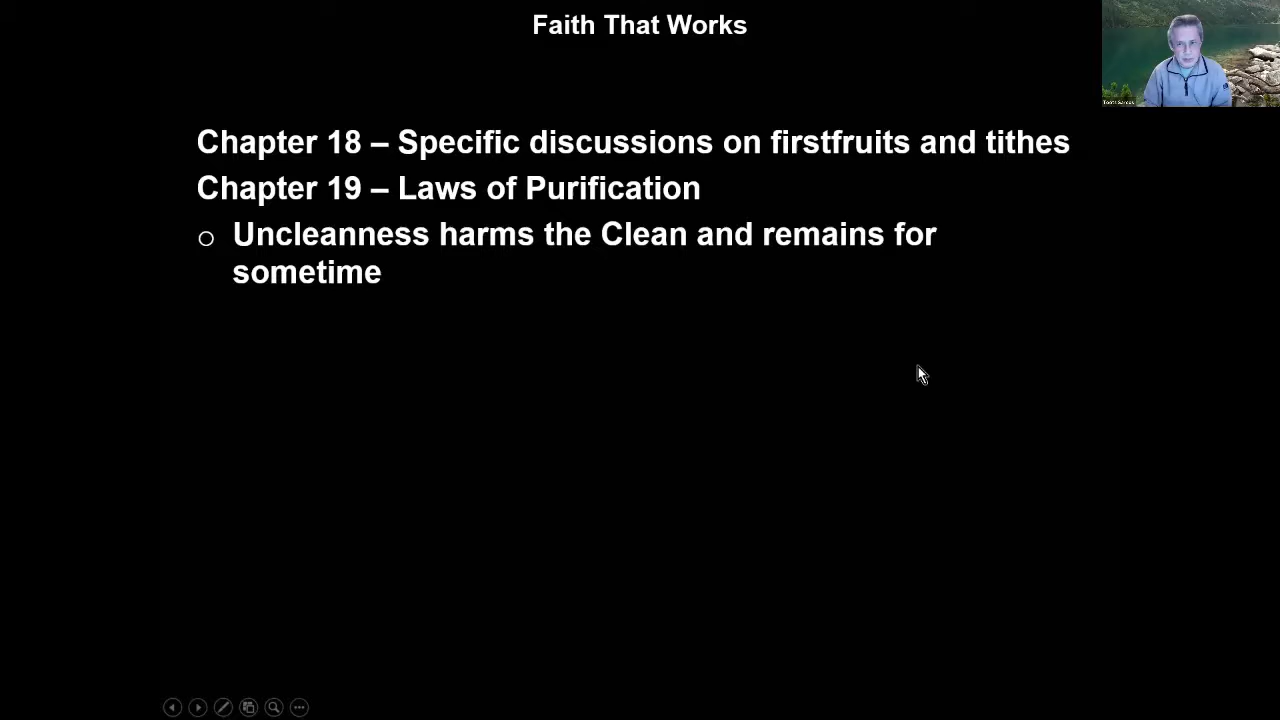 Faith That Works
Chapter 18 – Specific discussions on firstfruits and tithes
Chapter 19 – Laws of Purification
○ Uncleanness harms the Clean and remains for
sometime